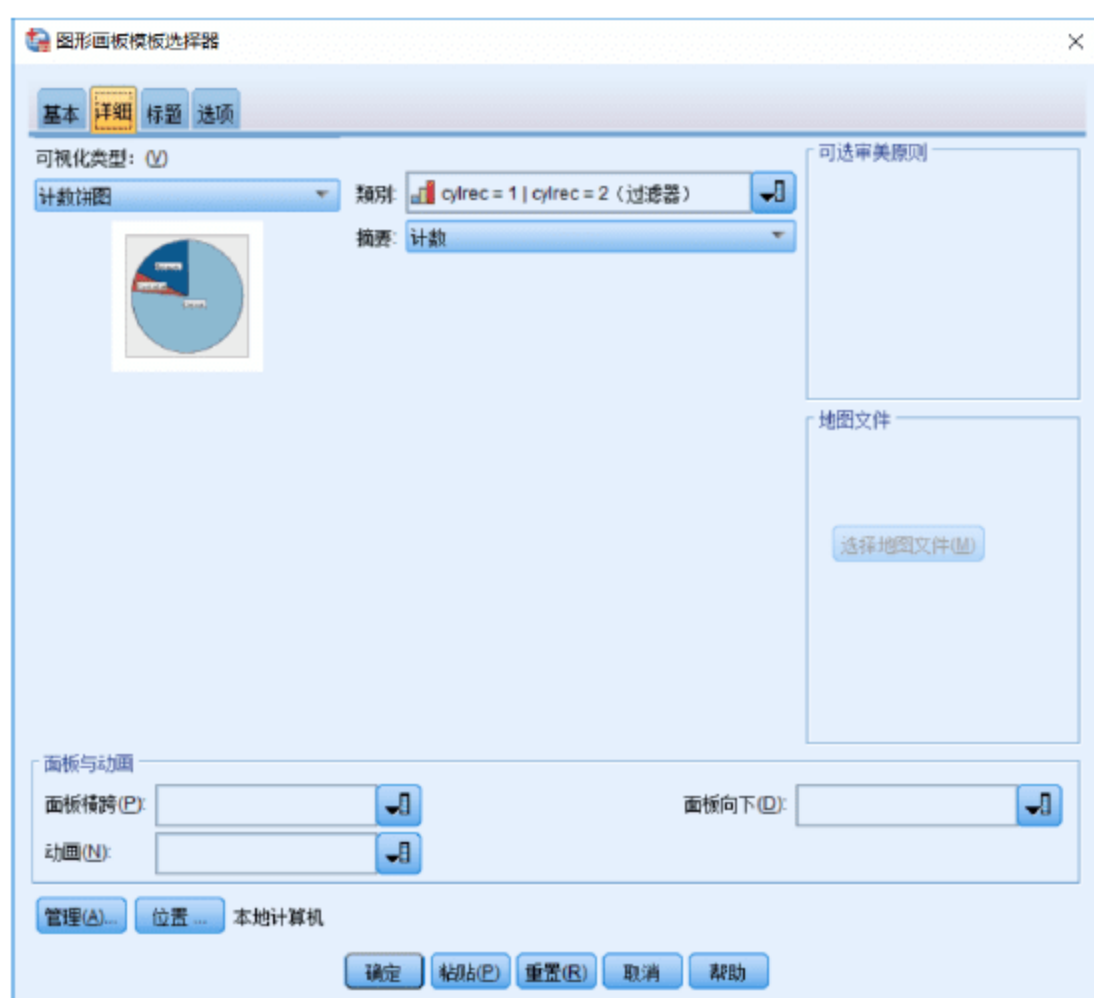 图形画板模板选择器
基本 详细 标题 选项
可视化类型：(V)
计数饼图
類別: cylrec = 1 | cylrec = 2（过滤器）
摘要: 计数
可选审美原则
地图文件
选择地图文件(M)
面板与动画
面板横跨(P):
面板向下(D):
动画(N):
管理(A)... 位置 ... 本地计算机
确定 粘贴(P) 重置(R) 取消 帮助